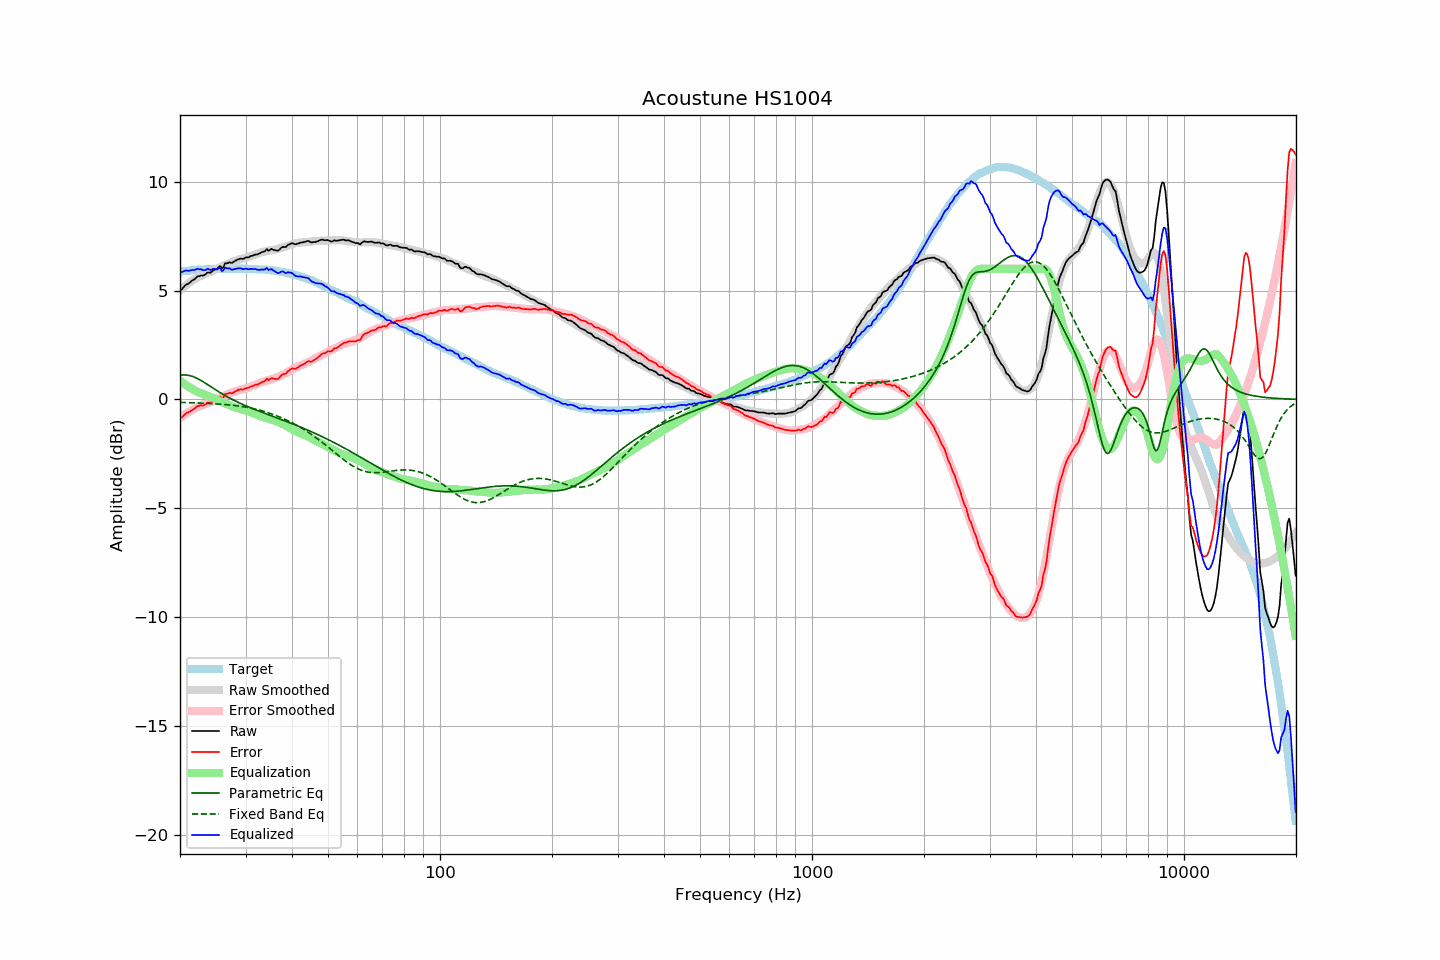 Acoustune HS1004
Amplitude (dBr)
10
5
0
−5
−10
−15
−20
Target
Raw Smoothed
Error Smoothed
Raw
Error
Equalization
Parametric Eq
Fixed Band Eq
Equalized
100
1000
10000
Frequency (Hz)